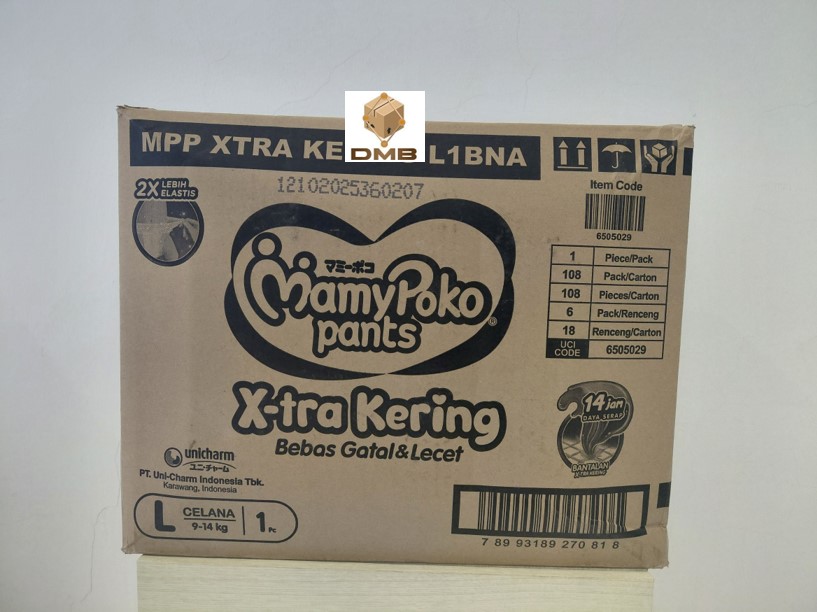 DMB
MPP XTRA KE
L1BNA
2X LEBIH
ELASTIS
12102025360207
Item Code
6505029
1 Piece/Pack
108 Pack/Carton
108 Pieces/Carton
6 Pack/Renceng
18 Renceng/Carton
UCI CODE 6505029
マミーポコ
MamyPoko
pants
X-tra Kering
Bebas Gatal & Lecet
14 jam
DAYA SERAP
BANTALAN
X-TRA KERING
unicharm
ユニ・チャーム
PT. Uni-Charm Indonesia Tbk.
Karawang, Indonesia
L CELANA
9-14 kg
1 Pc
7 89 93189 270 81 8